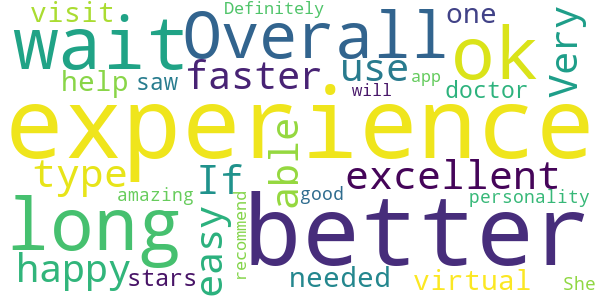 visit
Definitely
one
Very
wait
Overall
ok
help
saw
faster
use
app
will
doctor
experience
type
If
able
excellent
amazing
good
personality
long
easy
recommend
better
happy
stars
needed
virtual
She